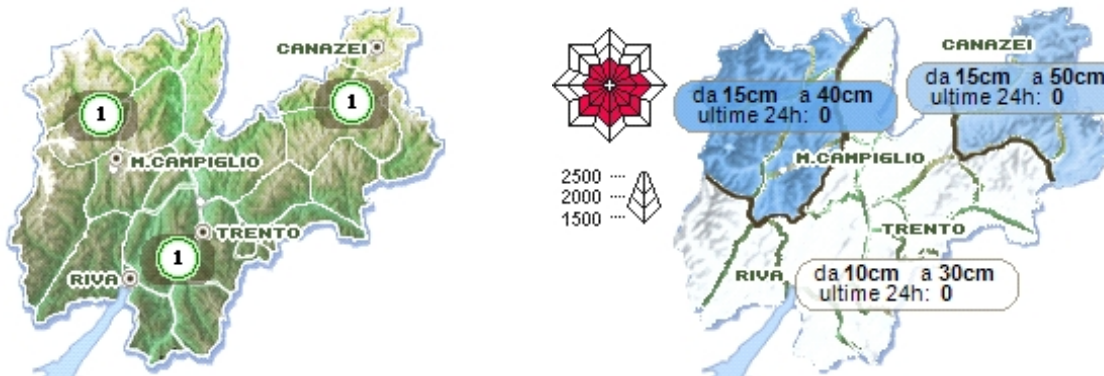 CANAZEI
1
1
M.CAMPIGLIO
TRENTO
1
RIVA
CANAZEI
da 15cm a 50cm
ultime 24h: 0
da 15cm a 40cm
ultime 24h: 0
M.CAMPIGLIO
2500
2000
1500
TRENTO
RIVA
da 10cm a 30cm
ultime 24h: 0